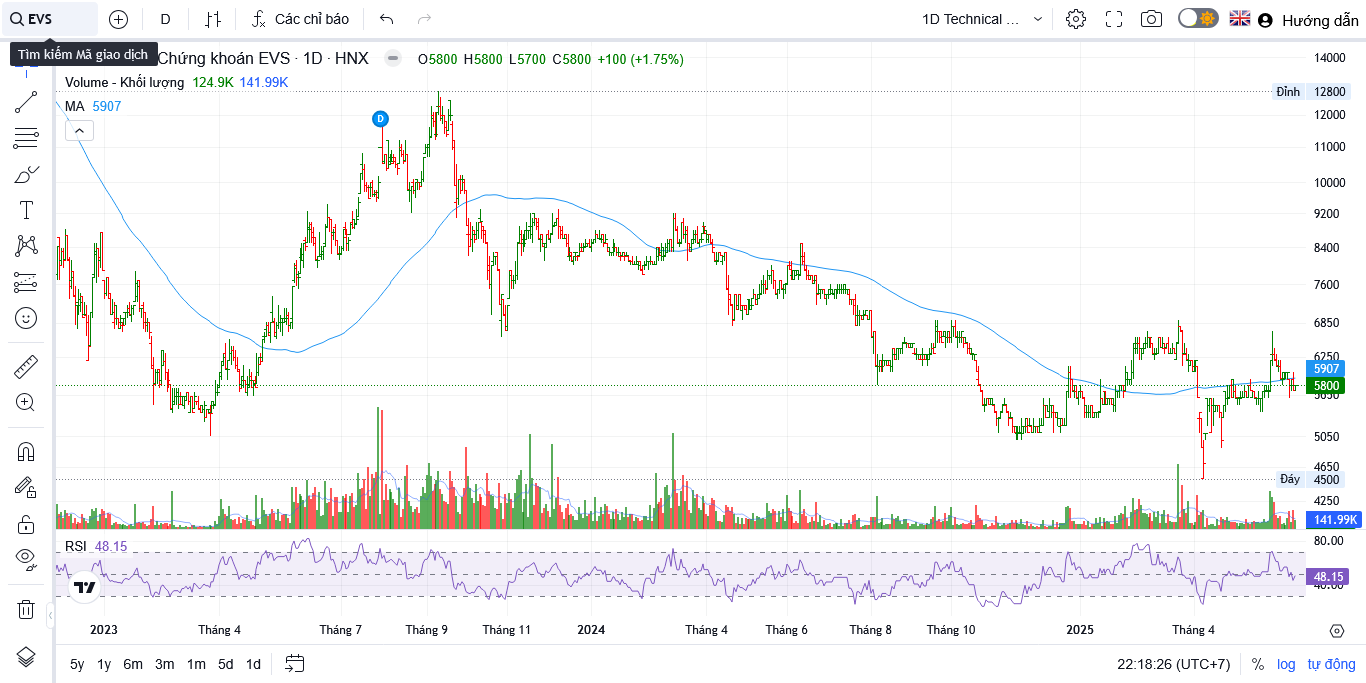 EVS D Các chỉ báo 1D Technical ... Hướng dẫn
Tìm kiếm Mã giao dịch
Chứng khoán EVS · 1D · HNX O5800 H5800 L5700 C5800 +100 (+1.75%)
Volume - Khối lượng 124.9K 141.99K
MA 5907
D
14000
Đỉnh 12800
12000
11000
10000
9200
8400
7600
6850
6250
5907
5800
5050
4650
Đáy 4500
4250
141.99K
RSI 48.15
80.00
48.15
40.00
2023 Tháng 4 Tháng 7 Tháng 9 Tháng 11 2024 Tháng 4 Tháng 6 Tháng 8 Tháng 10 2025 Tháng 4
5y 1y 6m 3m 1m 5d 1d 22:18:26 (UTC+7) % log tự động